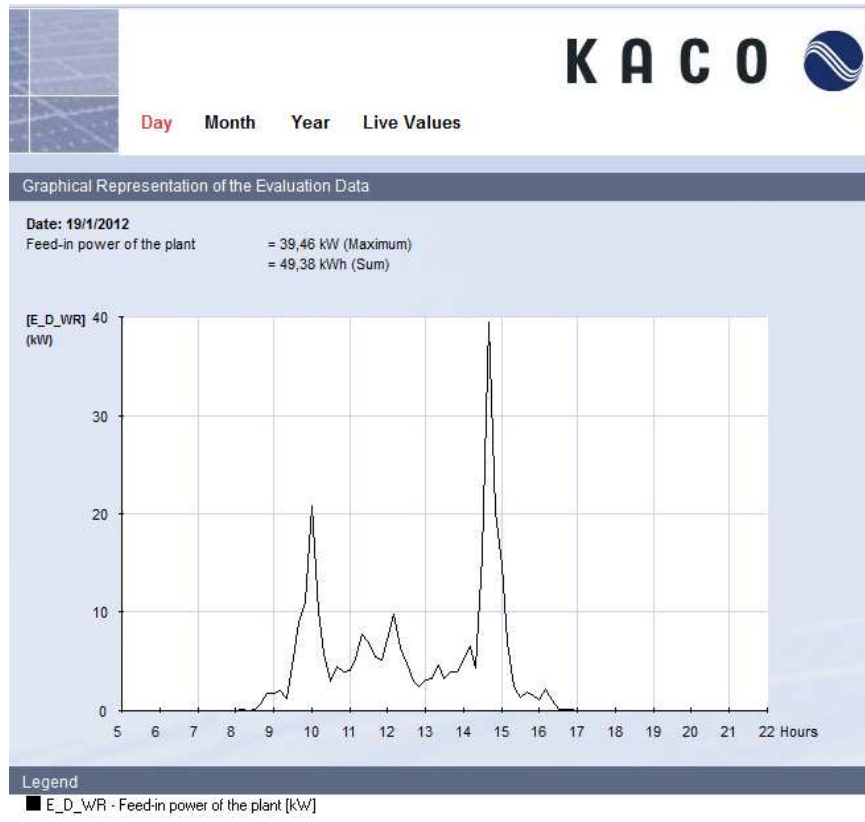 KACO
Day Month Year Live Values
Graphical Representation of the Evaluation Data
Date: 19/1/2012
Feed-in power of the plant = 39,46 kW (Maximum)
= 49,38 kWh (Sum)
[E_D_WR] 40
(kW)
30
20
10
0
5 6 7 8 9 10 11 12 13 14 15 16 17 18 19 20 21 22 Hours
Legend
E_D_WR - Feed-in power of the plant [kW]